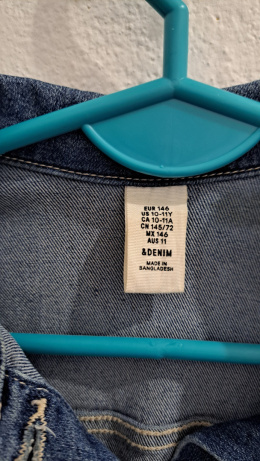 EUR 146
US 10-11Y
CA 10-11A
CN 145/72
MX 146
AUS 11
&DENIM
MADE IN
BANGLADESH